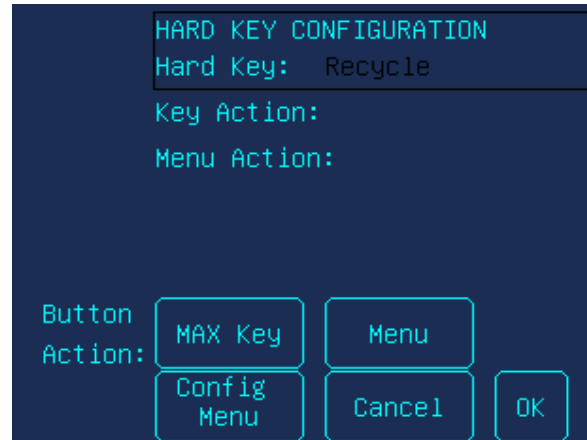 HARD KEY CONFIGURATION
Hard Key: Recycle
Key Action:
Menu Action:
Button
Action:
MAX Key
Menu
Config
Menu
Cancel
OK